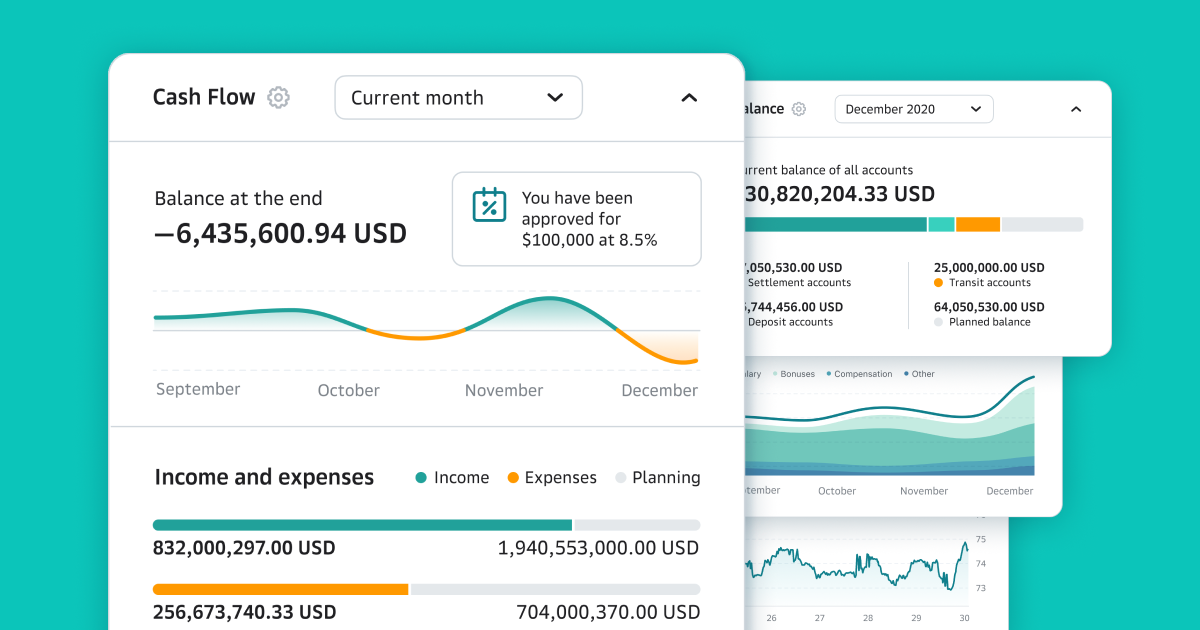 Cash Flow
Current month
Balance at the end
—6,435,600.94 USD
You have been
approved for
$100,000 at 8.5%
September
October
November
December
Income and expenses
Income
Expenses
Planning
832,000,297.00 USD
1,940,553,000.00 USD
256,673,740.33 USD
704,000,370.00 USD
December 2020
balance of all accounts
30,820,204.33 USD
,050,530.00 USD
Settlement accounts
25,000,000.00 USD
Transit accounts
,744,456.00 USD
Deposit accounts
64,050,530.00 USD
Planned balance
Bonuses
Compensation
Other
October
November
December
75
74
73
26
27
28
29
30